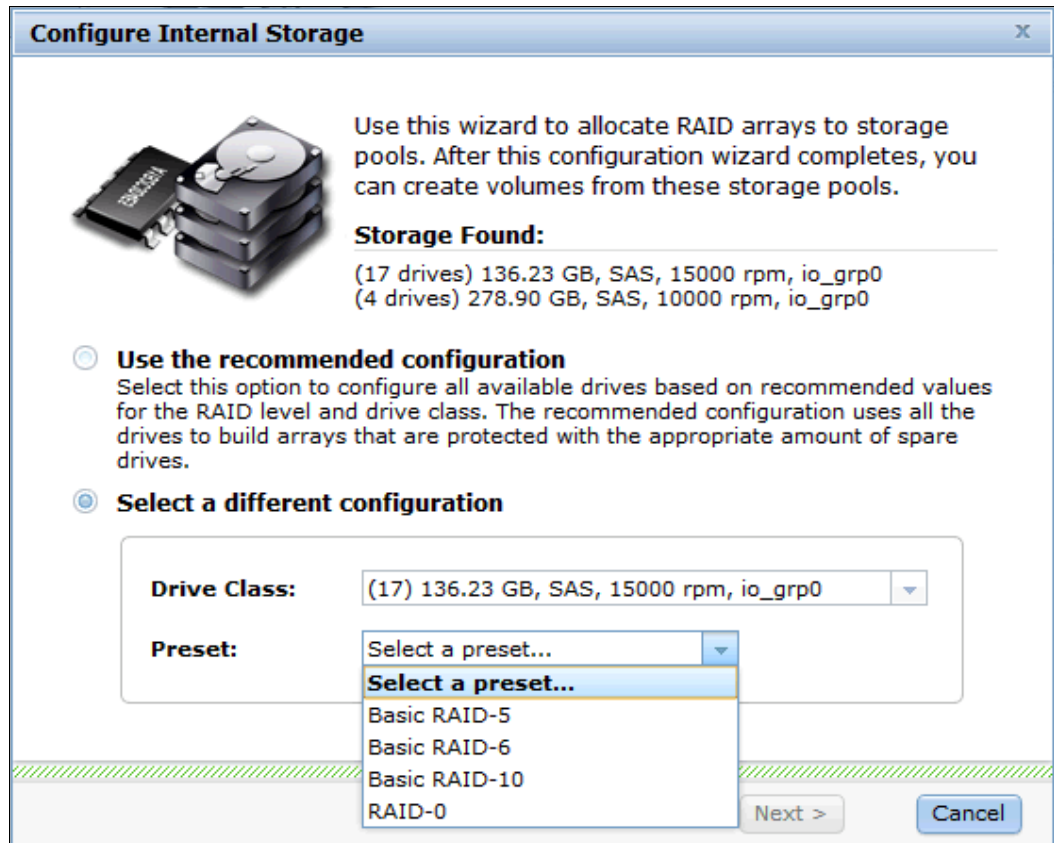 Configure Internal Storage
x
Use this wizard to allocate RAID arrays to storage
pools. After this configuration wizard completes, you
can create volumes from these storage pools.
Storage Found:
(17 drives) 136.23 GB, SAS, 15000 rpm, io_grp0
(4 drives) 278.90 GB, SAS, 10000 rpm, io_grp0
Use the recommended configuration
Select this option to configure all available drives based on recommended values
for the RAID level and drive class. The recommended configuration uses all the
drives to build arrays that are protected with the appropriate amount of spare
drives.
Select a different configuration
Drive Class: (17) 136.23 GB, SAS, 15000 rpm, io_grp0
Preset: Select a preset...
Select a preset...
Basic RAID-5
Basic RAID-6
Basic RAID-10
RAID-0
Next > Cancel